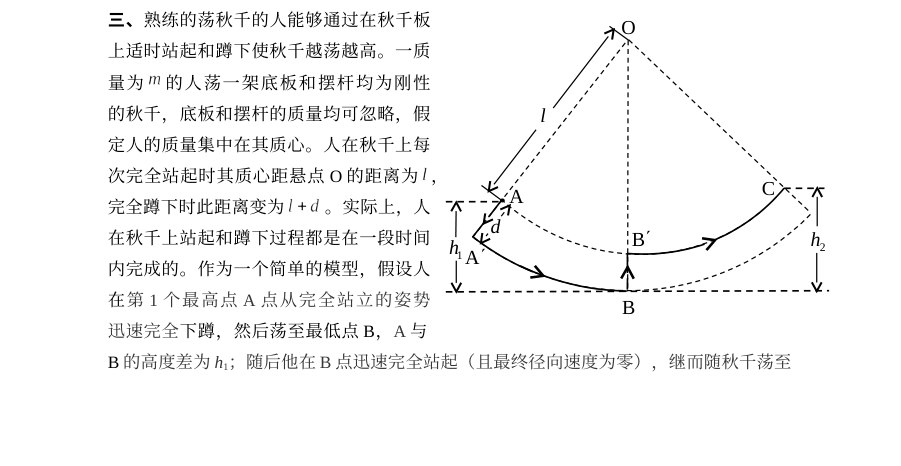 三、熟练的荡秋千的人能够通过在秋千板
上适时站起和蹲下使秋千越荡越高。一质
量为 m 的人荡一架底板和摆杆均为刚性
的秋千，底板和摆杆的质量均可忽略，假
定人的质量集中在其质心。人在秋千上每
次完全站起时其质心距悬点 O 的距离为 l，
完全蹲下时此距离变为 l + d 。实际上，人
在秋千上站起和蹲下过程都是在一段时间
内完成的。作为一个简单的模型，假设人
在第 1 个最高点 A 点从完全站立的姿势
迅速完全下蹲，然后荡至最低点 B，A 与
B 的高度差为 h₁；随后他在 B 点迅速完全站起（且最终径向速度为零），继而随秋千荡至
O
l
A
C
d
B′
h₁
A′
h₂
B